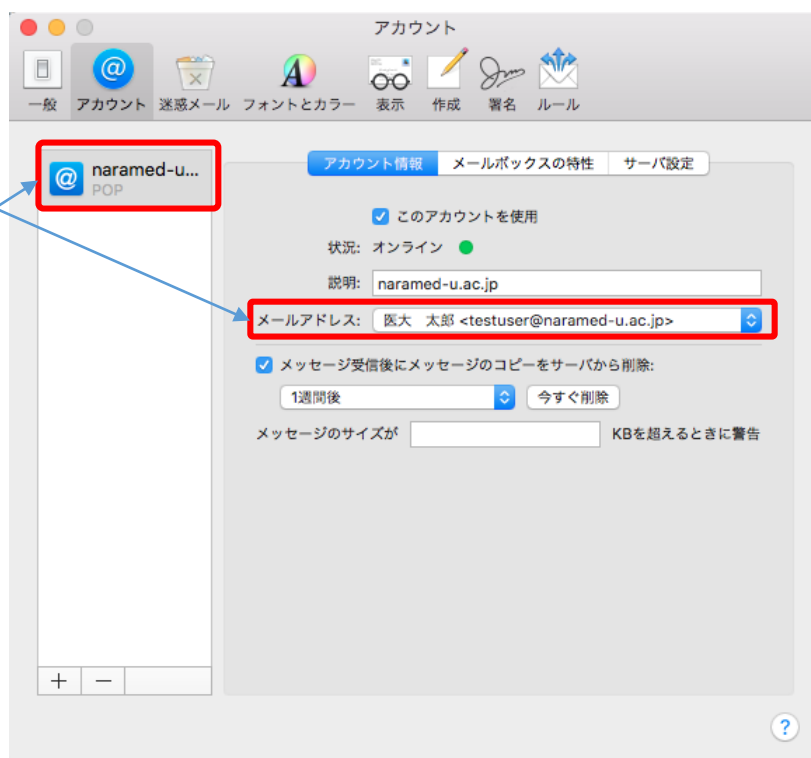 アカウント
一般 アカウント 迷惑メール フォントとカラー 表示 作成 署名 ルール
naramed-u...
POP
アカウント情報 メールボックスの特性 サーバ設定
このアカウントを使用
状況: オンライン
説明: naramed-u.ac.jp
メールアドレス: 医大　太郎 <testuser@naramed-u.ac.jp>
メッセージ受信後にメッセージのコピーをサーバから削除:
1週間後 今すぐ削除
メッセージのサイズが KBを超えるときに警告
+ −
?